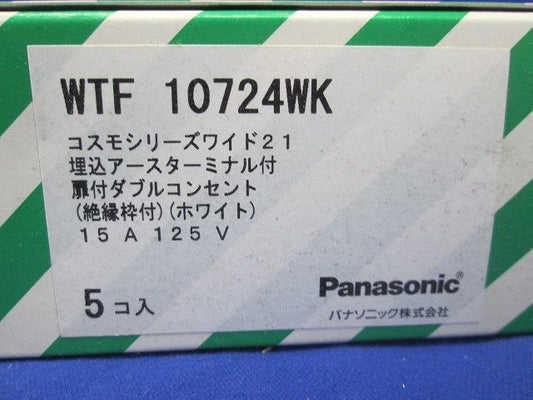 WTF 10724WK
コスモシリーズワイド21
埋込アースターミナル付
扉付ダブルコンセント
(絶縁枠付)(ホワイト)
15A 125V
5コ入
Panasonic®
パナソニック株式会社